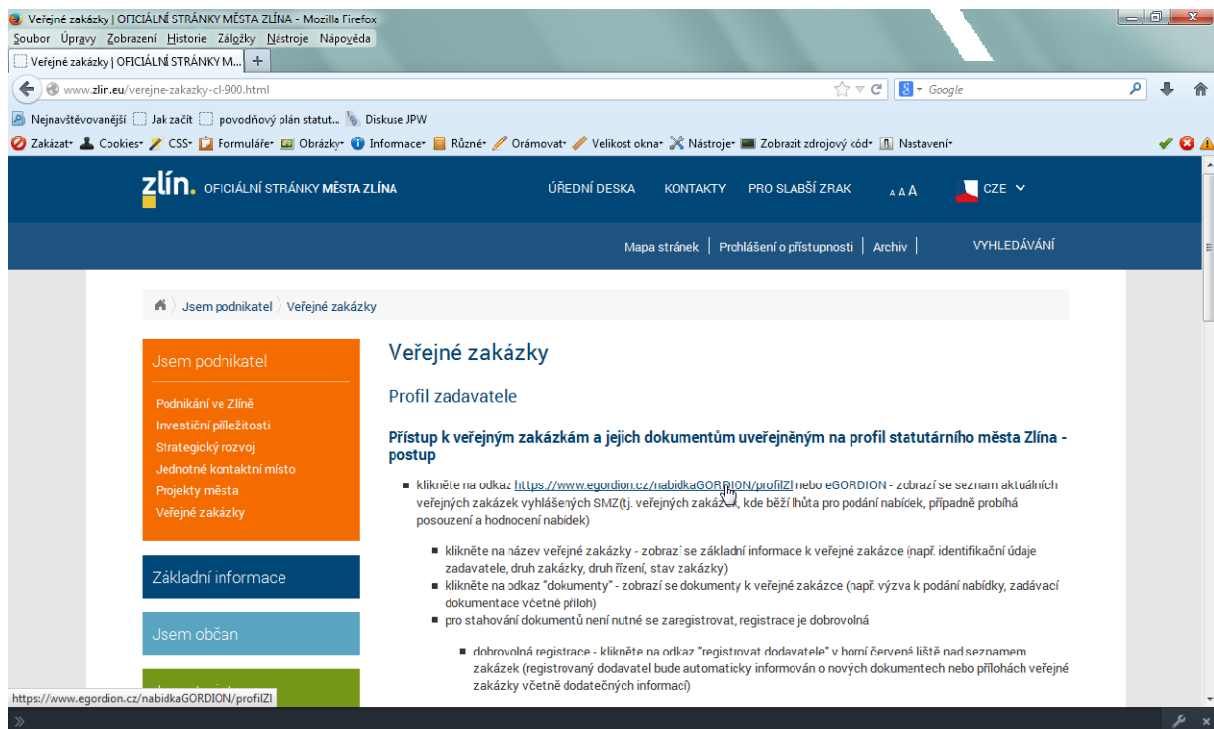 Veřejné zakázky | OFICIÁLNÍ STRÁNKY MĚSTA ZLÍNA - Mozilla Firefox
Soubor Úpravy Zobrazení Historie Záložky Nástroje Nápověda
Veřejné zakázky | OFICIÁLNÍ STRÁNKY M... +
www.zlin.eu/verejne-zakazky-cl-900.html
8 Google
Nejnavštěvovanější Jak začít povodňový plán statut... Diskuse JPW
Zakázat Cookies CSS Formuláře Obrázky Informace Různé Orámovat Velikost okna Nástroje Zobrazit zdrojový kód Nastavení
zlín. OFICIÁLNÍ STRÁNKY MĚSTA ZLÍNA ÚŘEDNÍ DESKA KONTAKTY PRO SLABŠÍ ZRAK A A A CZE
Mapa stránek | Prohlášení o přístupnosti | Archiv | VYHLEDÁVÁNÍ
Jsem podnikatel Veřejné zakázky
Jsem podnikatel
Podnikání ve Zlíně
Investiční příležitosti
Strategický rozvoj
Jednotné kontaktní místo
Projekty města
Veřejné zakázky
Základní informace
Jsem občan
Veřejné zakázky
Profil zadavatele
Přístup k veřejným zakázkám a jejich dokumentům uveřejněným na profil statutárního města Zlína -
postup
klikněte na odkaz https://www.egordion.cz/nabidkaGORDION/profilZl nebo eGORDION - zobrazí se seznam aktuálních
veřejných zakázek vyhlášených SMZ(tj. veřejných zakázek, kde běží lhůta pro podání nabídek, případně probíhá
posouzení a hodnocení nabídek)
klikněte na název veřejné zakázky - zobrazí se základní informace k veřejné zakázce (např. identifikační údaje
zadavatele, druh zakázky, druh řízení, stav zakázky)
klikněte na odkaz "dokumenty" - zobrazí se dokumenty k veřejné zakázce (např. výzva k podání nabídky, zadávací
dokumentace včetně příloh)
pro stahování dokumentů není nutné se zaregistrovat, registrace je dobrovolná
dobrovolná registrace - klikněte na odkaz "registrovat dodavatele" v horní červené liště nad seznamem
zakázek (registrovaný dodavatel bude automaticky informován o nových dokumentech nebo přílohách veřejné
zakázky včetně dodatečných informací)
https://www.egordion.cz/nabidkaGORDION/profilZl